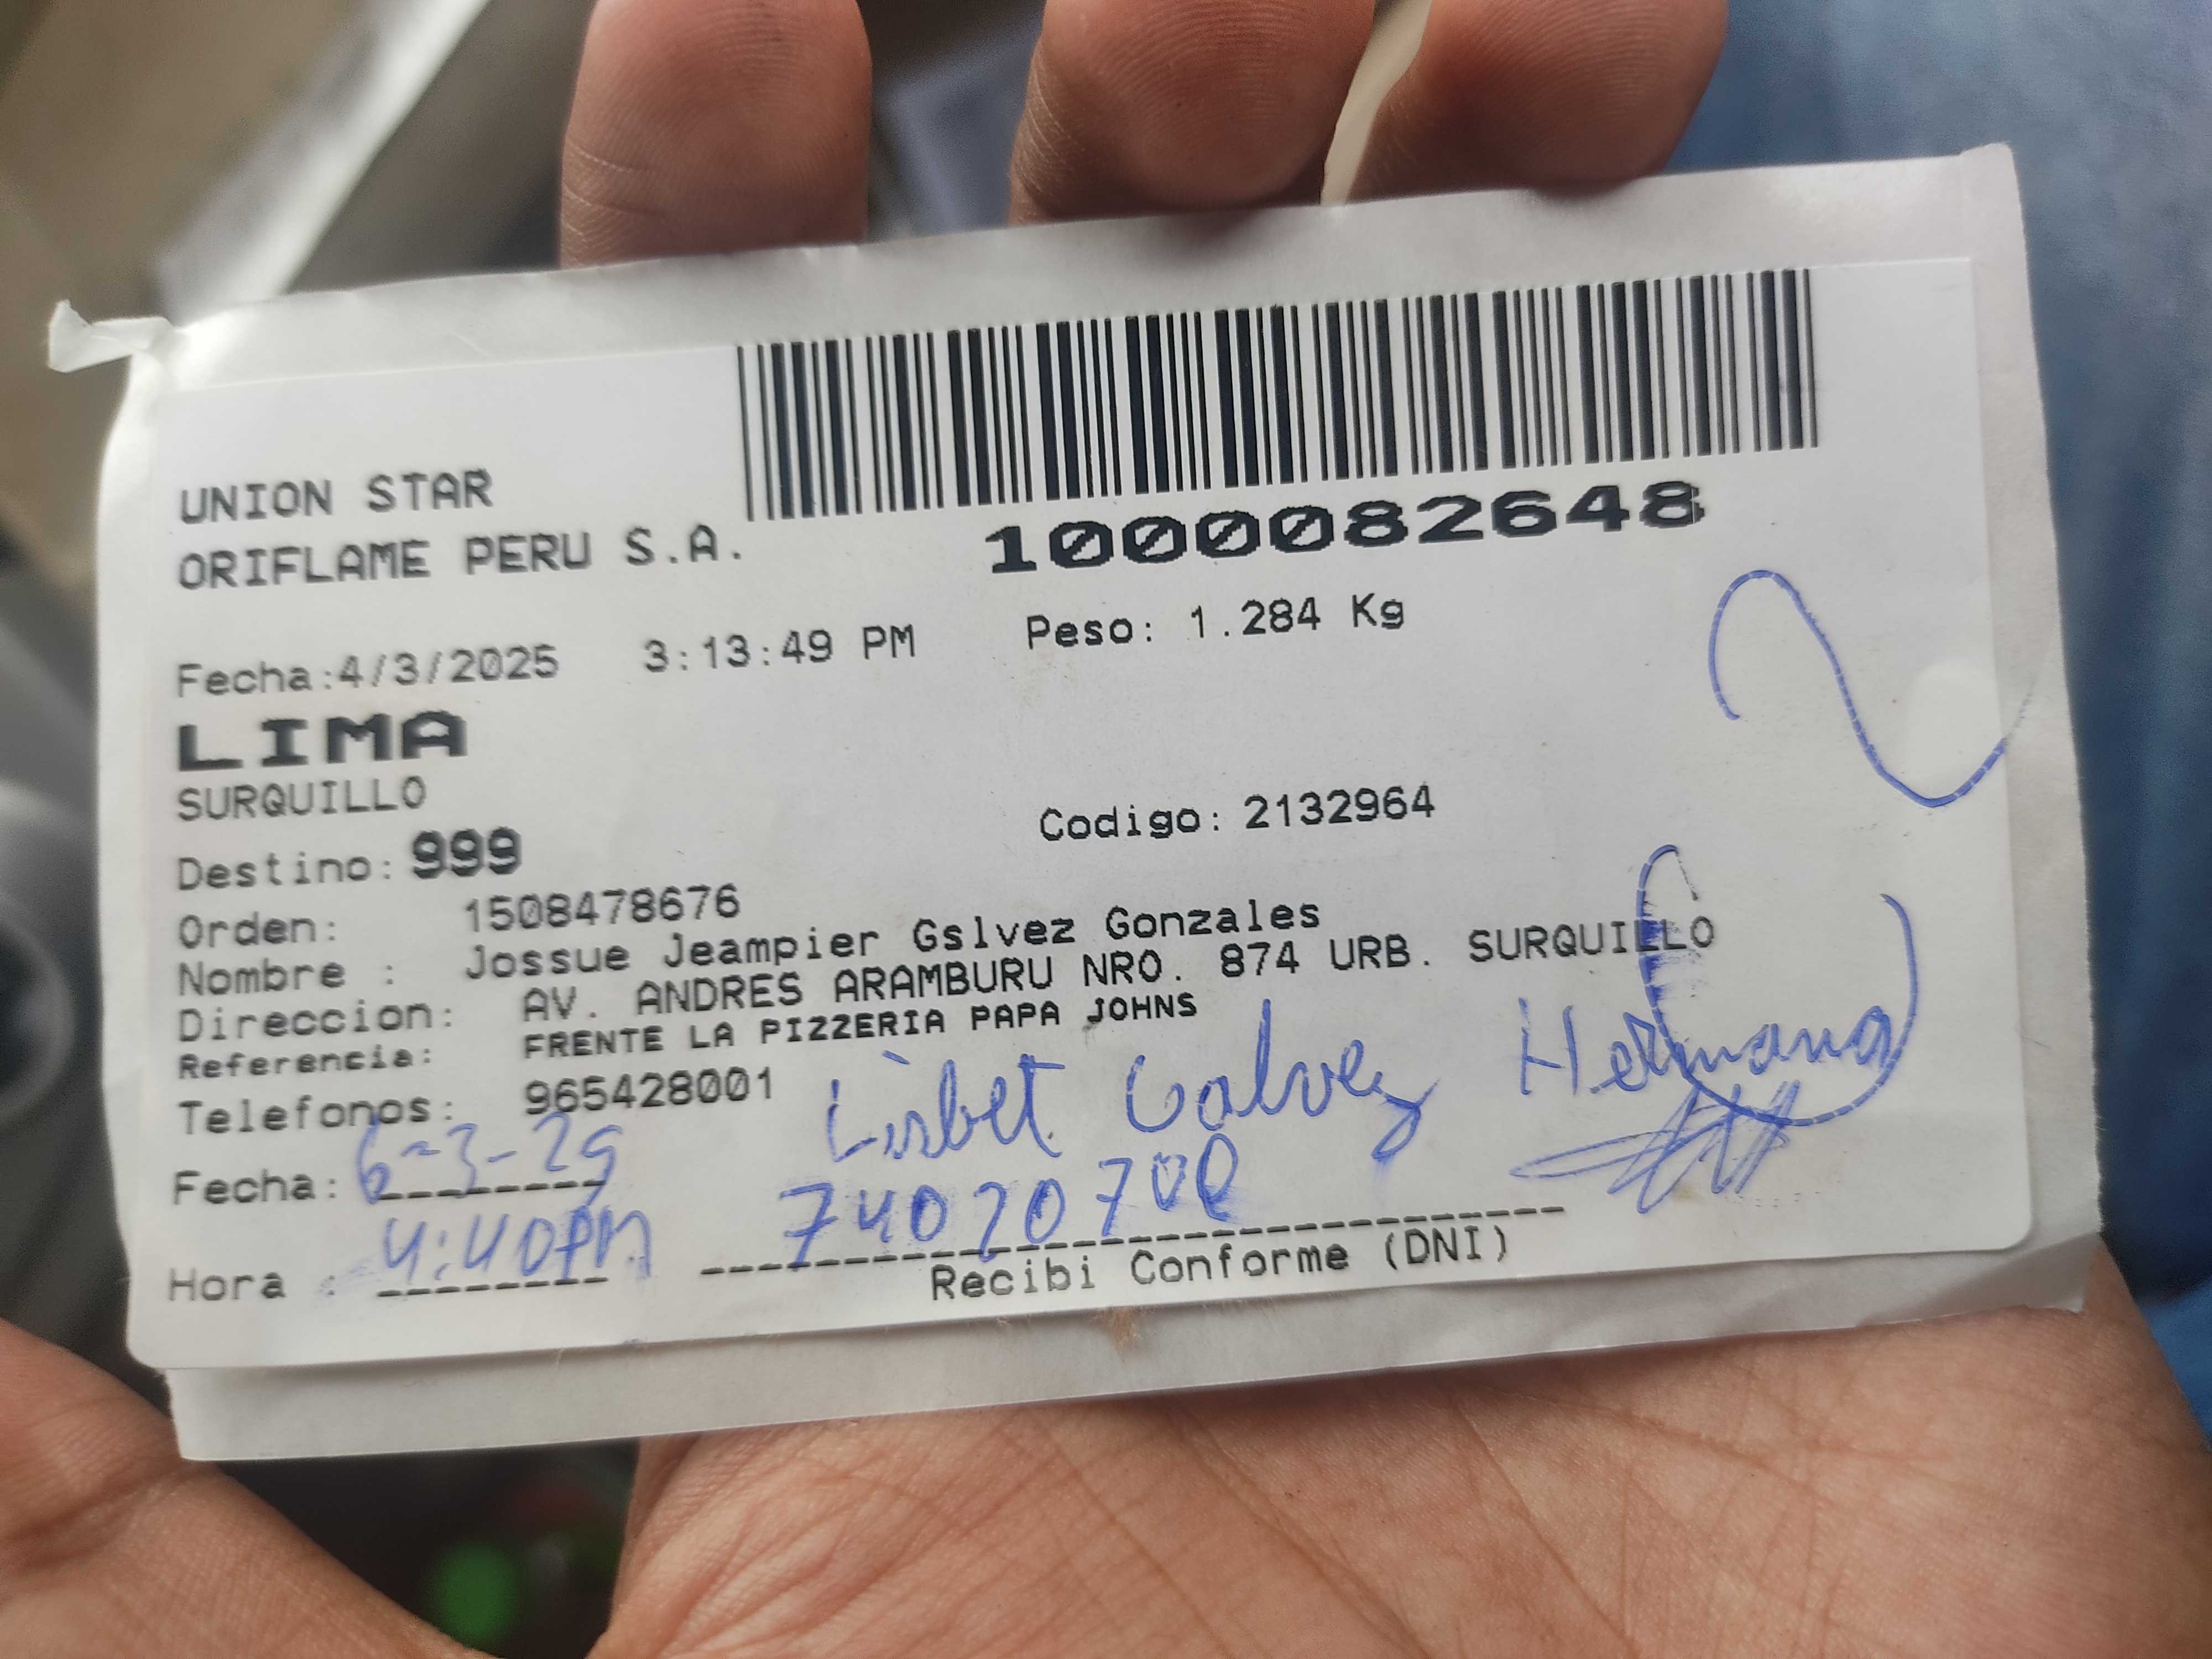 UNION STAR
ORIFLAME PERU S.A.
1000082648
Fecha:4/3/2025 3:13:49 PM Peso: 1.284 Kg
LIMA
SURQUILLO
Destino: 999 Codigo: 2132964
Orden: 1508478676
Nombre : Jossue Jeampier Gslvez Gonzales
Direccion: AV. ANDRES ARAMBURU NRO. 874 URB. SURQUILLO
Referencia: FRENTE LA PIZZERIA PAPA JOHNS
Telefonos: 965428001 Lisbet Galvez Hermana
Fecha: 6-3-25
Hora : 4:40PM
Recibi Conforme (DNI)